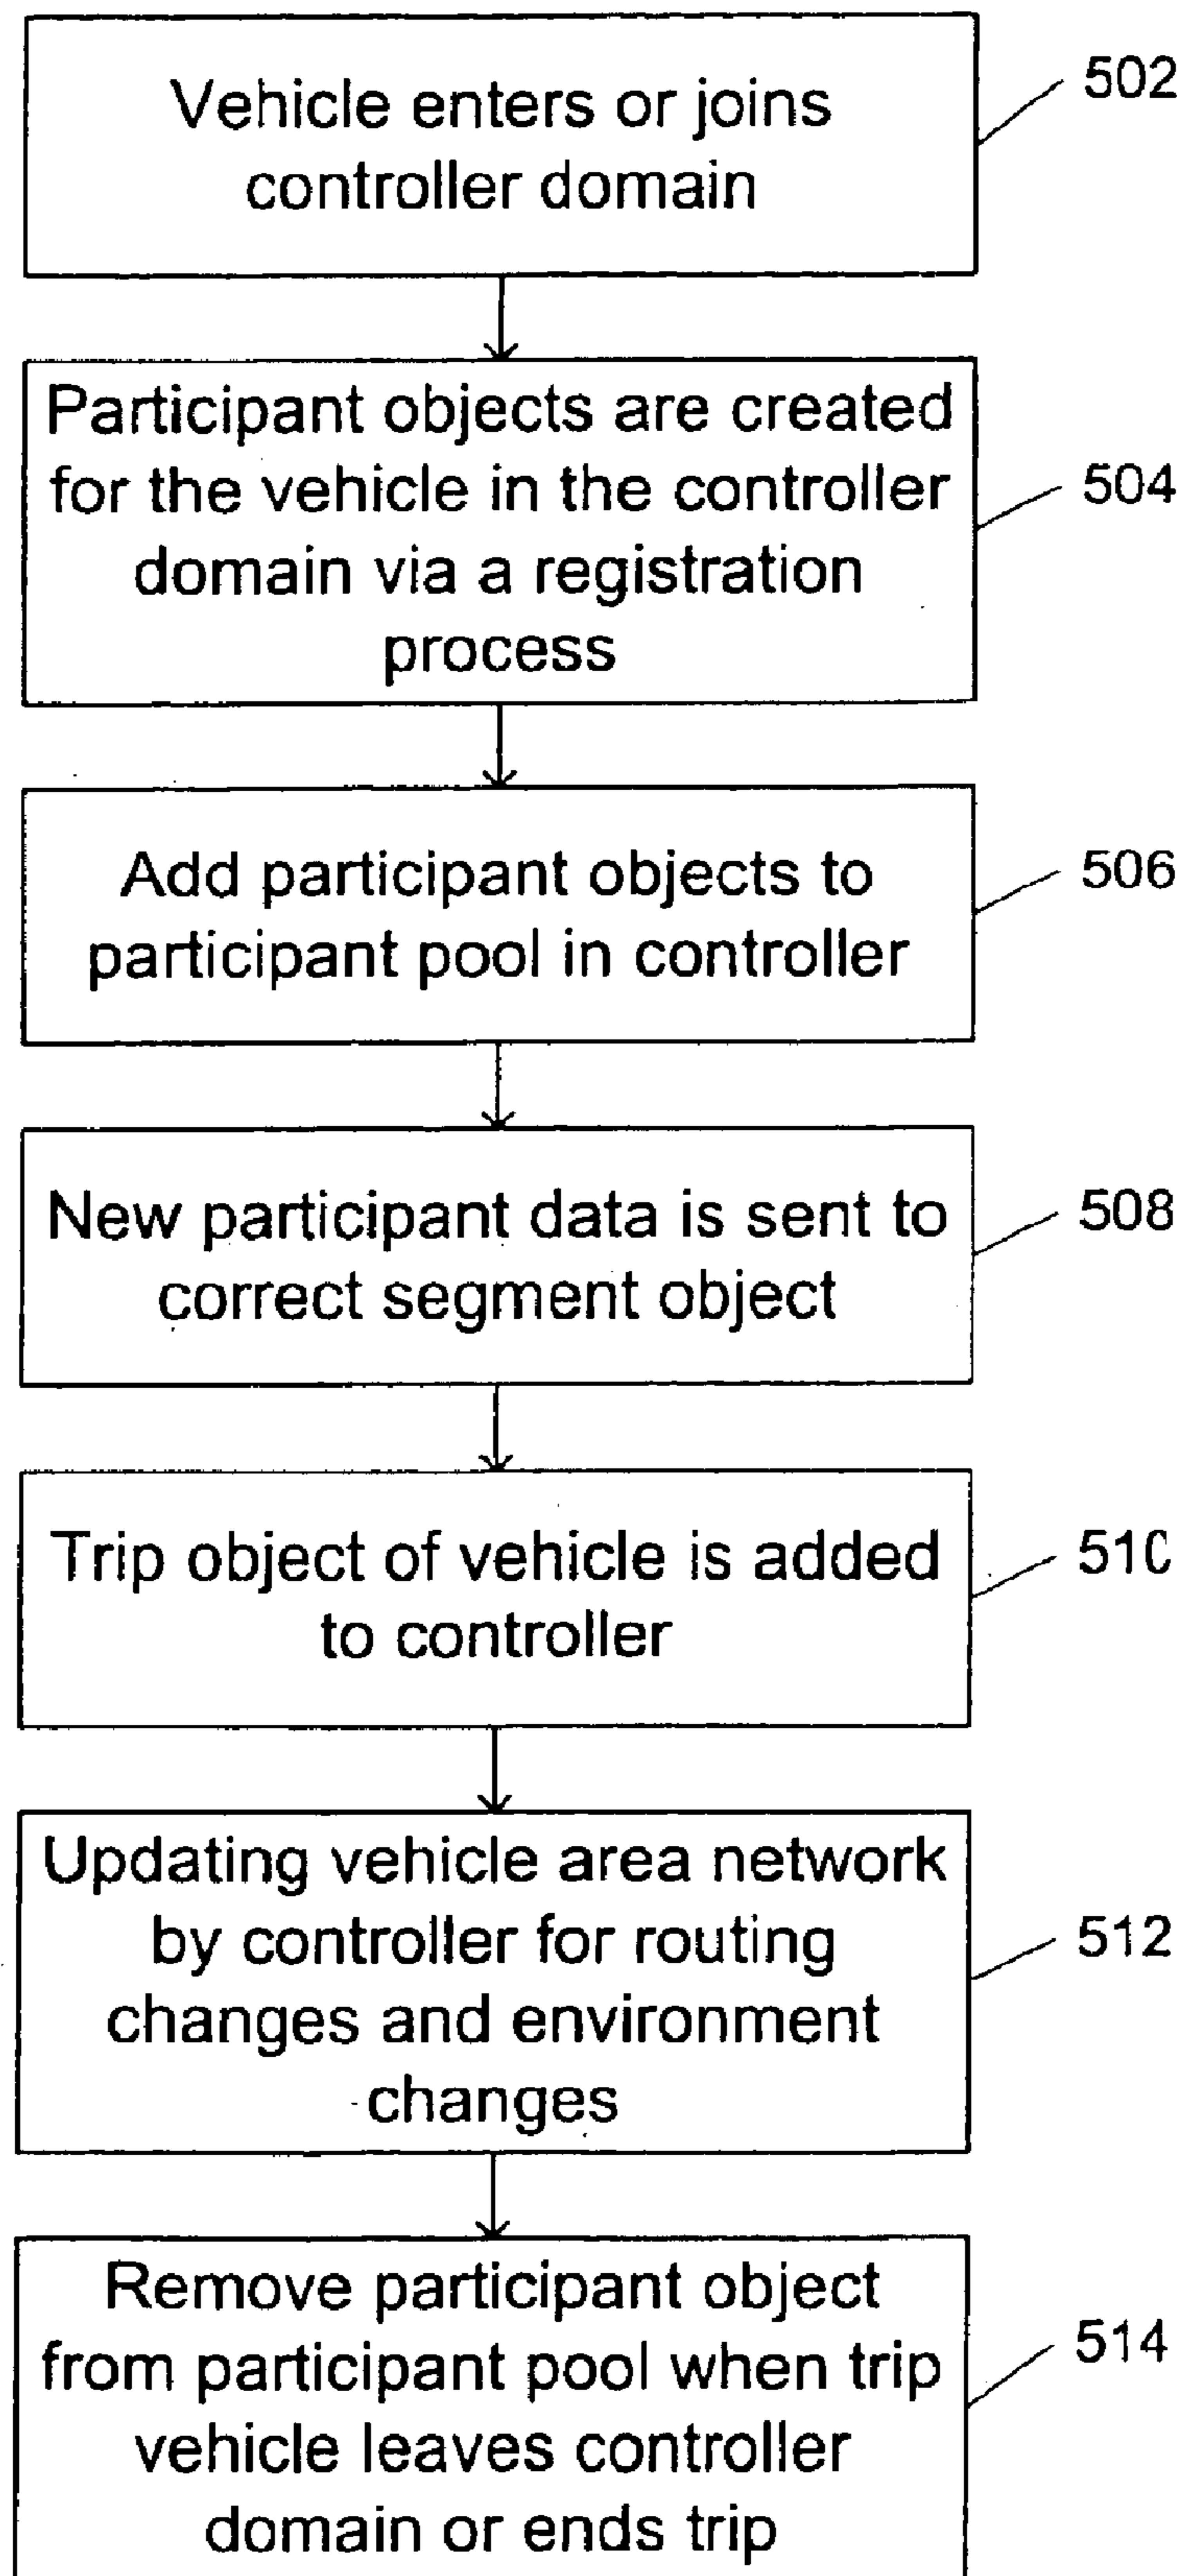 Vehicle enters or joins
controller domain
502
Participant objects are created
for the vehicle in the controller
domain via a registration
process
504
Add participant objects to
participant pool in controller
506
New participant data is sent to
correct segment object
508
Trip object of vehicle is added
to controller
510
Updating vehicle area network
by controller for routing
changes and environment
changes
512
Remove participant object
from participant pool when trip
vehicle leaves controller
domain or ends trip
514